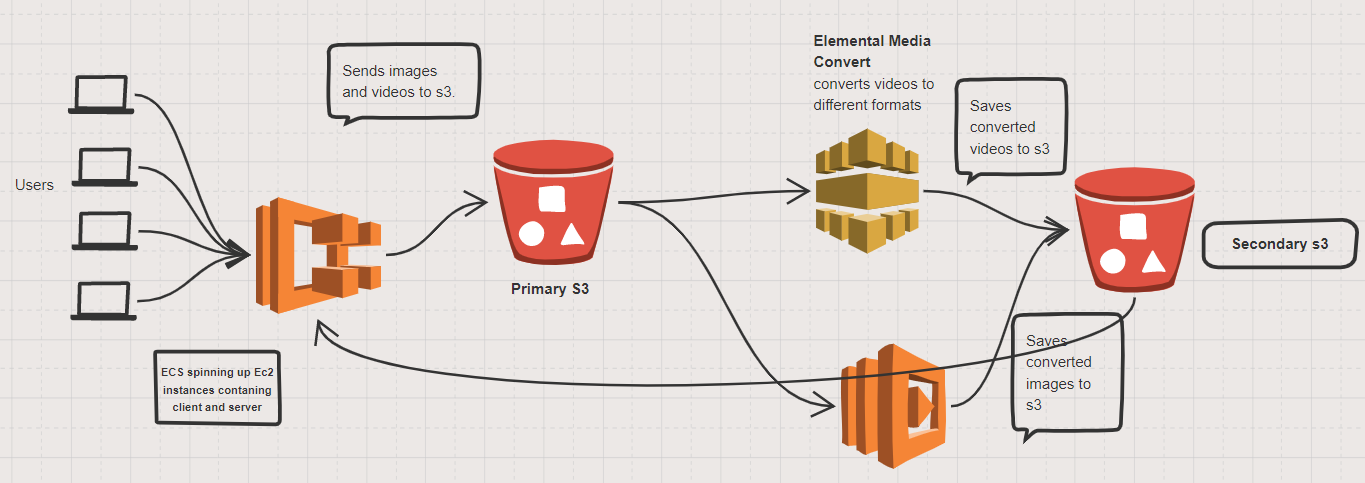 Users
Sends images
and videos to s3.
ECS spinning up Ec2
instances contaning
client and server
Primary S3
Elemental Media
Convert
converts videos to
different formats
Saves
converted
videos to s3
Secondary s3
Saves
converted
images to
s3